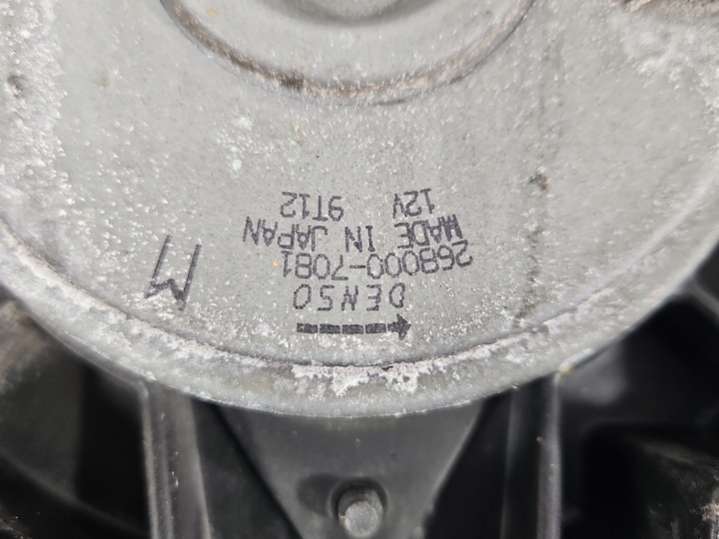 DENSO
268000-7081
MADE IN JAPAN
12V 9T12
M